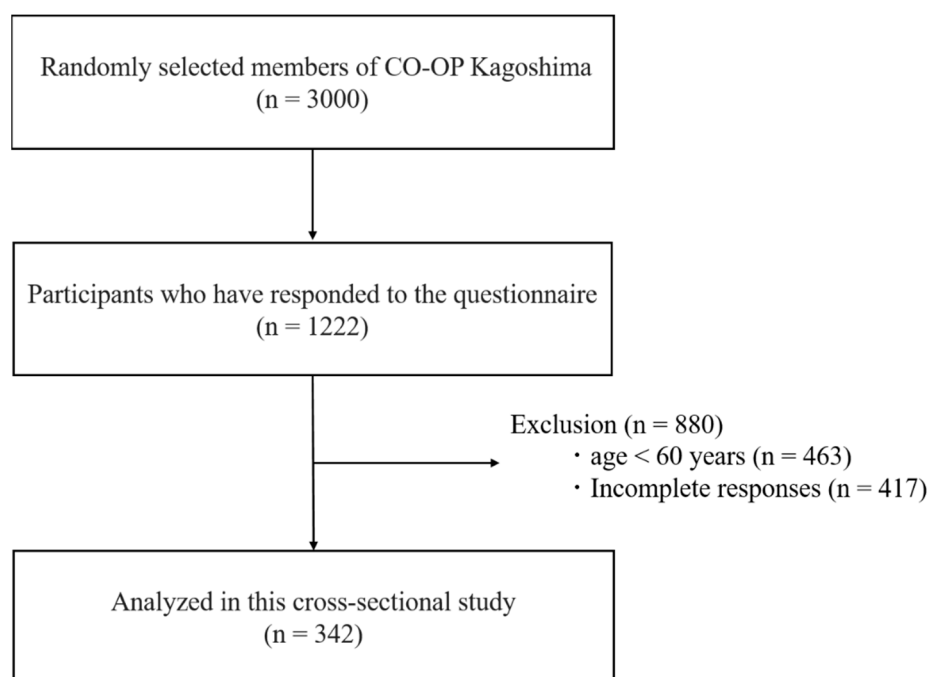 Randomly selected members of CO-OP Kagoshima
(n = 3000)
Participants who have responded to the questionnaire
(n = 1222)
Exclusion (n = 880)
・age < 60 years (n = 463)
・Incomplete responses (n = 417)
Analyzed in this cross-sectional study
(n = 342)